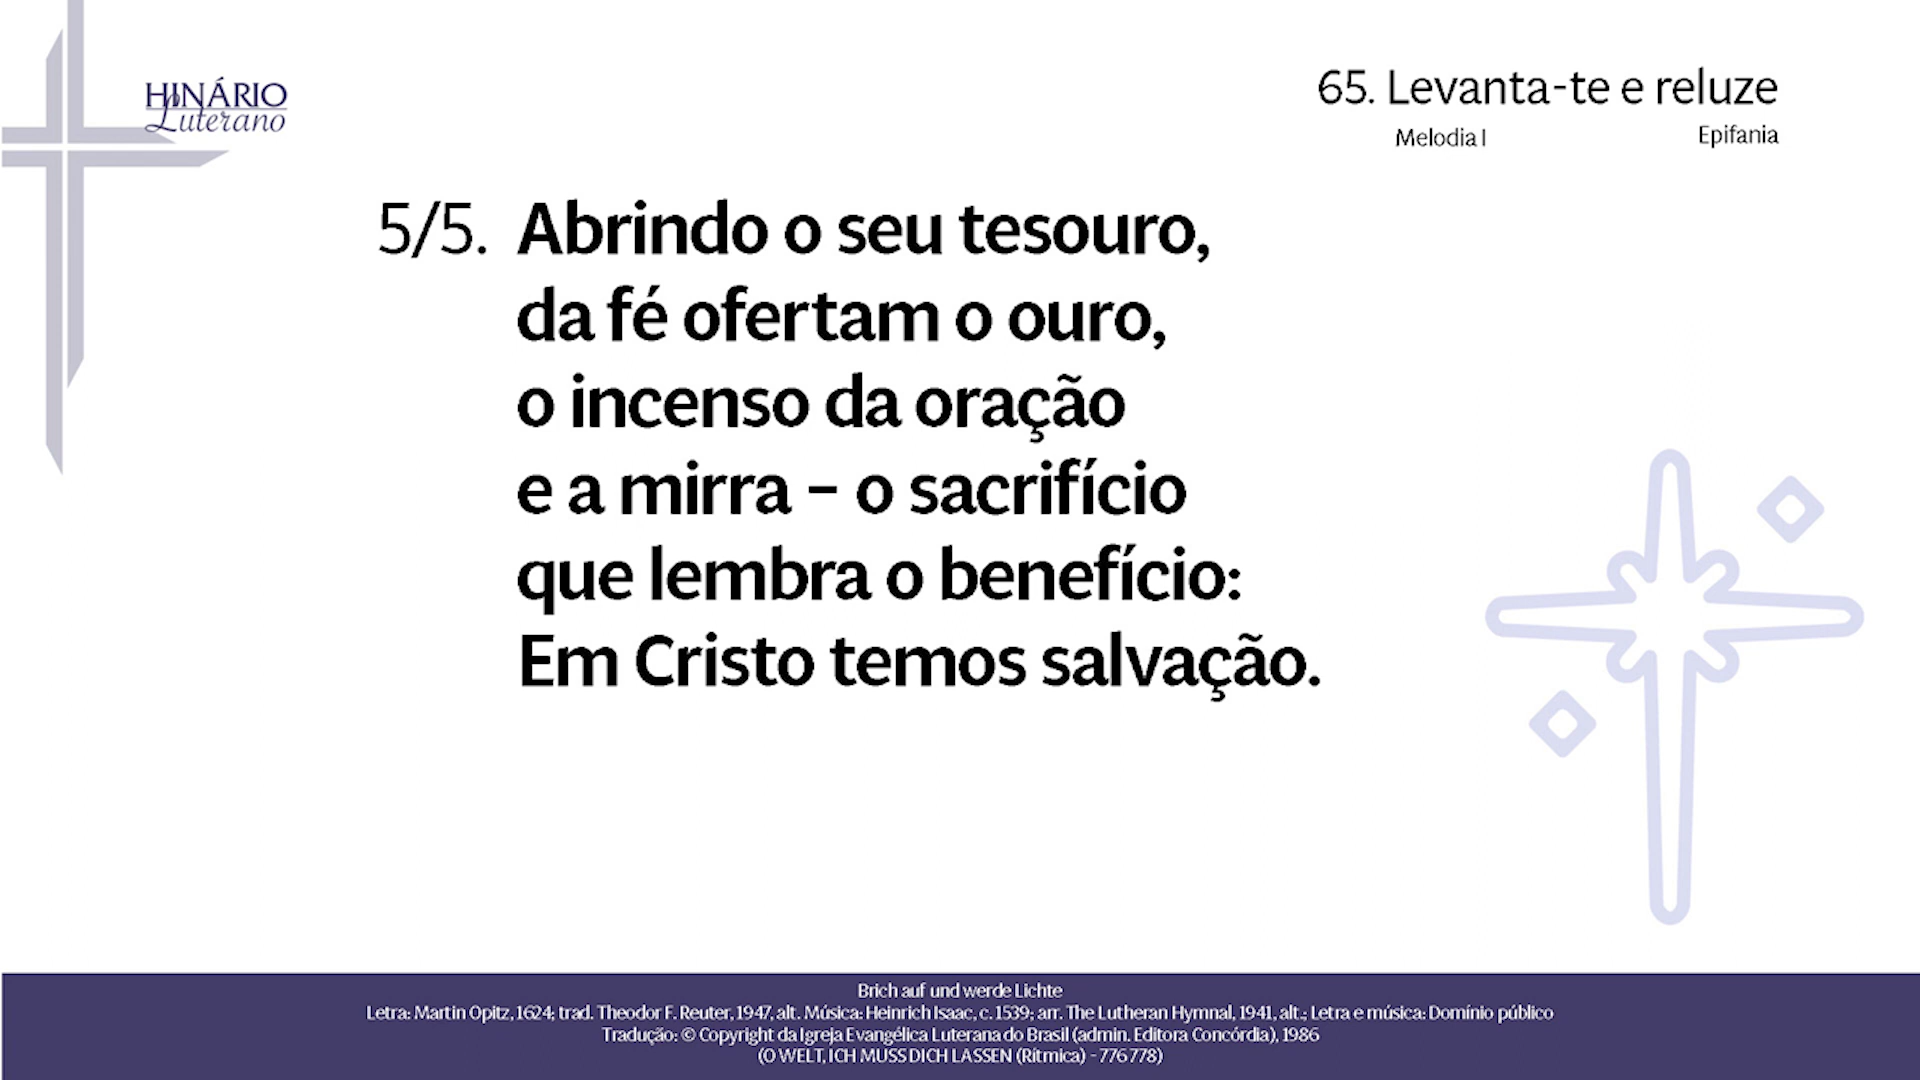 HINÁRIO
Luterano
65. Levanta-te e reluze
Melodia I Epifania
5/5. Abrindo o seu tesouro,
da fé ofertam o ouro,
o incenso da oração
e a mirra – o sacrifício
que lembra o benefício:
Em Cristo temos salvação.
Brich auf und werde Lichte
Letra: Martin Opitz, 1624; trad. Theodor F. Reuter, 1947, alt. Música: Heinrich Isaac, c. 1539; arr. The Lutheran Hymnal, 1941, alt.; Letra e música: Domínio público
Tradução: © Copyright da Igreja Evangélica Luterana do Brasil (admin. Editora Concórdia), 1986
(O WELT, ICH MUSS DICH LASSEN (Rítmica) - 776 778)